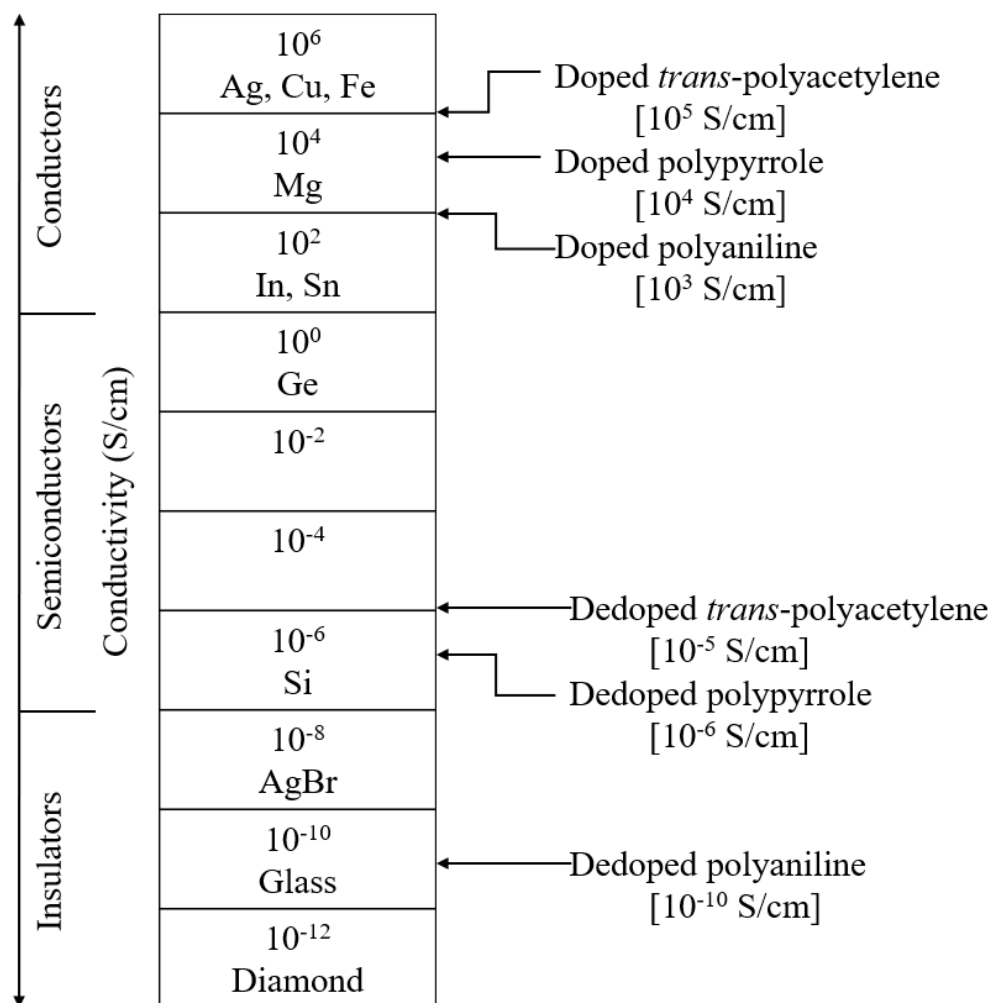 Conductors
Semiconductors
Insulators
Conductivity (S/cm)
10⁶
Ag, Cu, Fe
10⁴
Mg
10²
In, Sn
10⁰
Ge
10⁻²
10⁻⁴
10⁻⁶
Si
10⁻⁸
AgBr
10⁻¹⁰
Glass
10⁻¹²
Diamond
Doped trans-polyacetylene
[10⁵ S/cm]
Doped polypyrrole
[10⁴ S/cm]
Doped polyaniline
[10³ S/cm]
Dedoped trans-polyacetylene
[10⁻⁵ S/cm]
Dedoped polypyrrole
[10⁻⁶ S/cm]
Dedoped polyaniline
[10⁻¹⁰ S/cm]